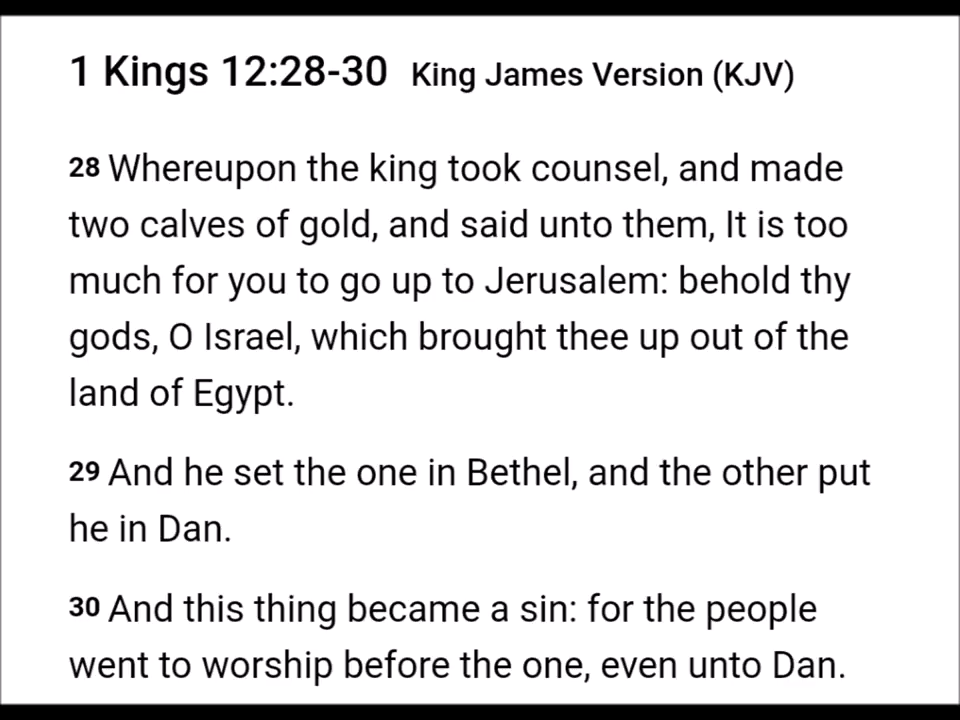 1 Kings 12:28-30 King James Version (KJV)
28 Whereupon the king took counsel, and made
two calves of gold, and said unto them, It is too
much for you to go up to Jerusalem: behold thy
gods, O Israel, which brought thee up out of the
land of Egypt.
29 And he set the one in Bethel, and the other put
he in Dan.
30 And this thing became a sin: for the people
went to worship before the one, even unto Dan.